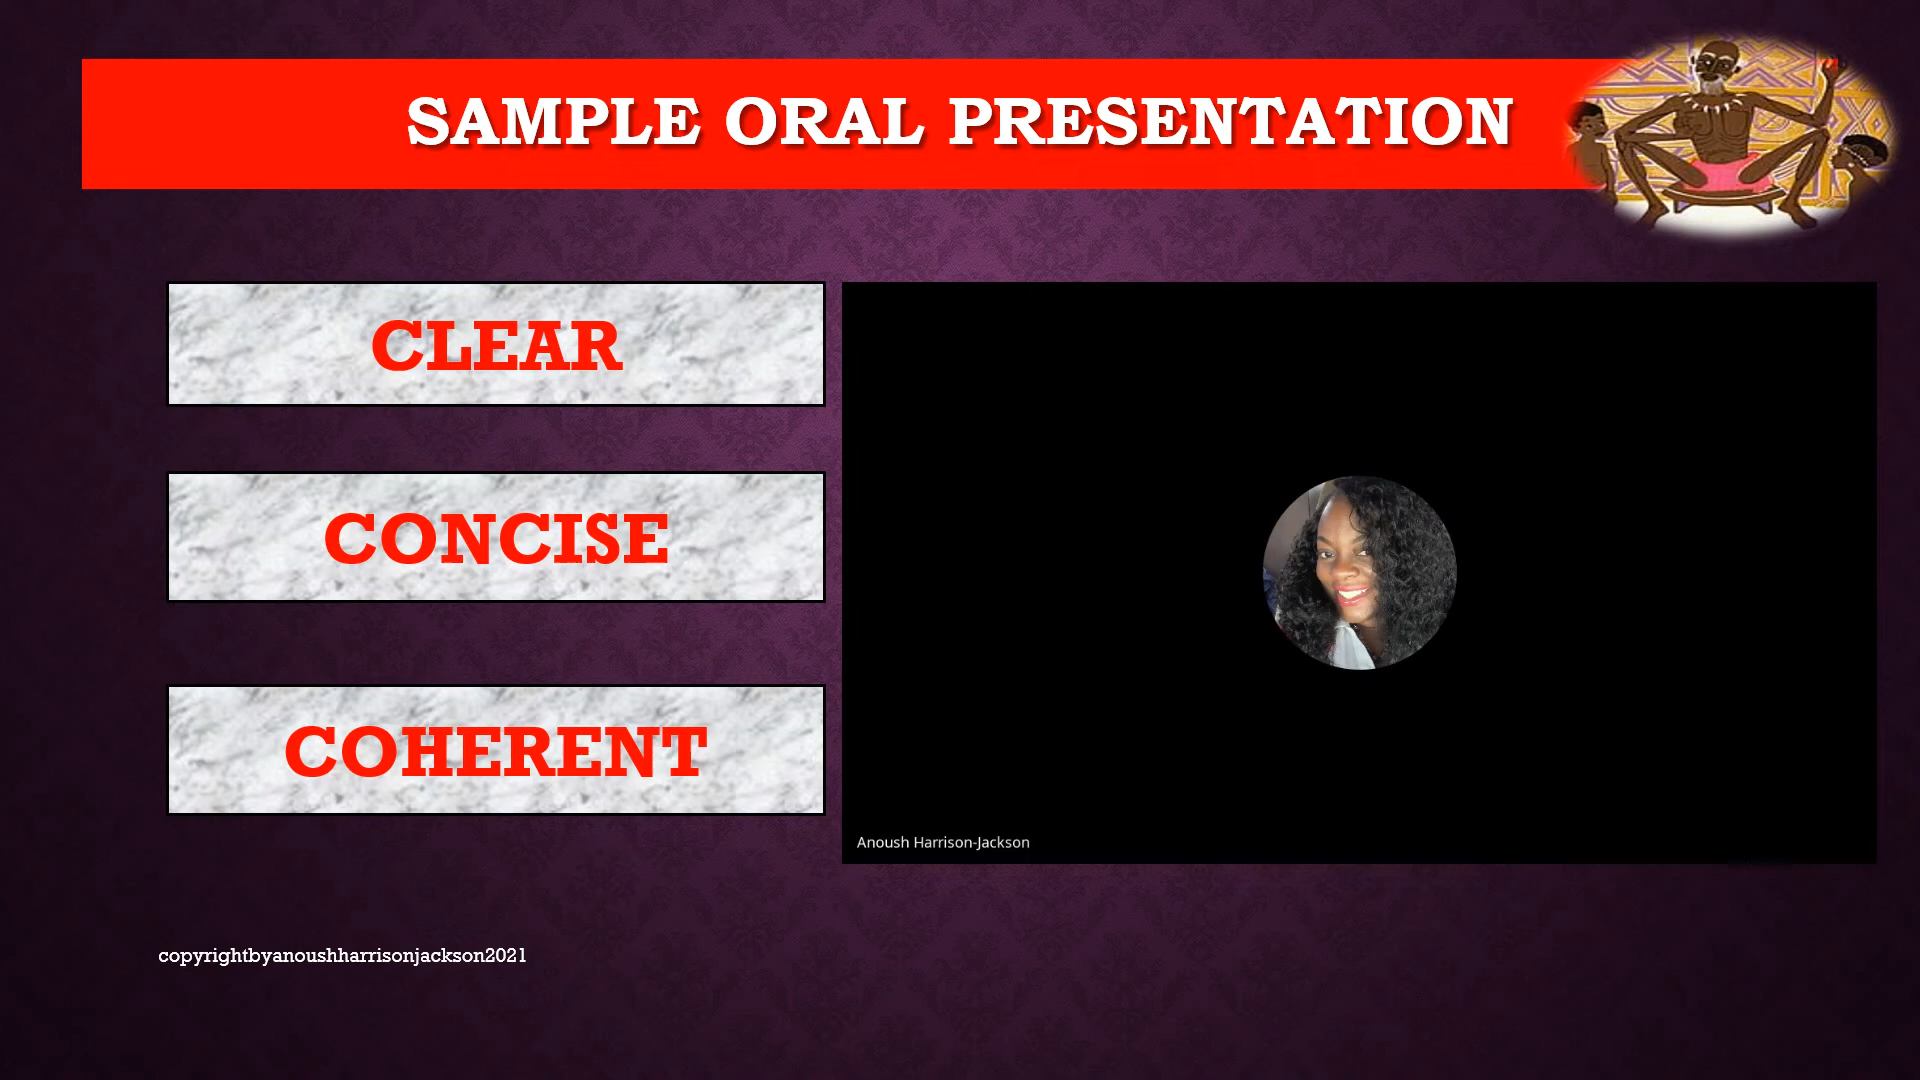 SAMPLE ORAL PRESENTATION
CLEAR
CONCISE
COHERENT
Anoush Harrison-Jackson
copyrightbyanoushharrisonjackson2021